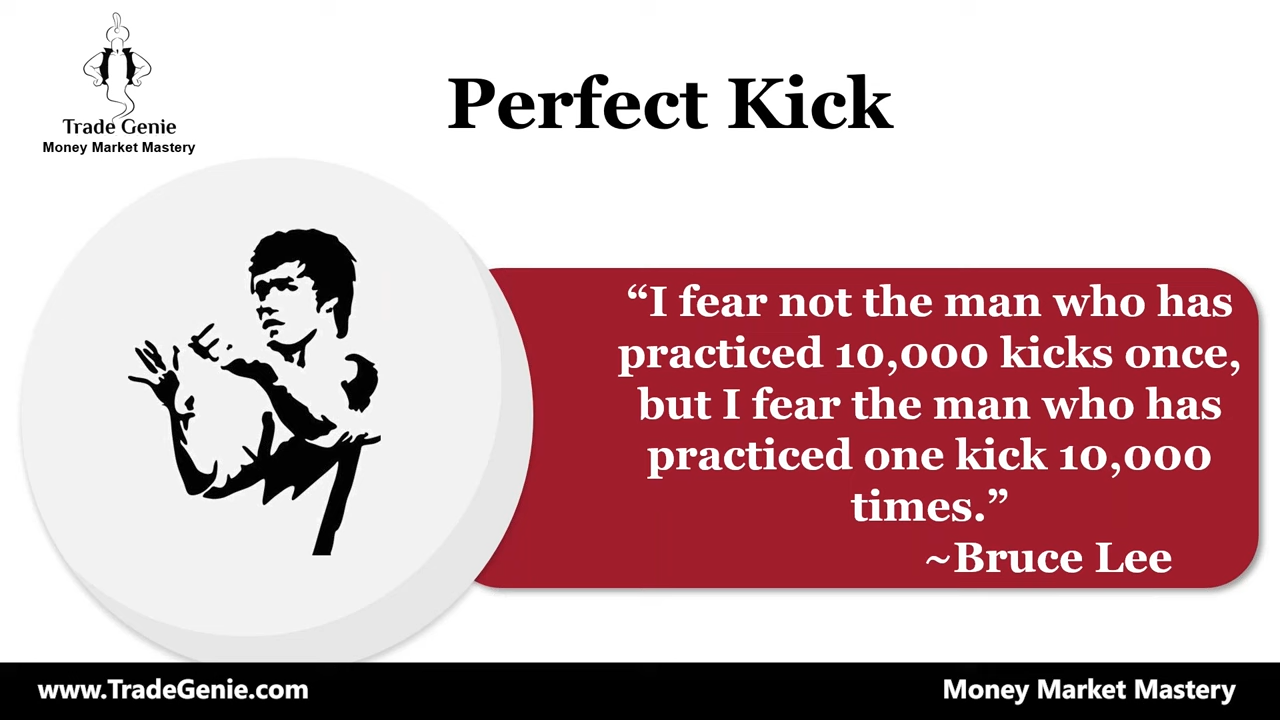 Trade Genie
Money Market Mastery
Perfect Kick
“I fear not the man who has
practiced 10,000 kicks once,
but I fear the man who has
practiced one kick 10,000
times.”
~Bruce Lee
www.TradeGenie.com
Money Market Mastery